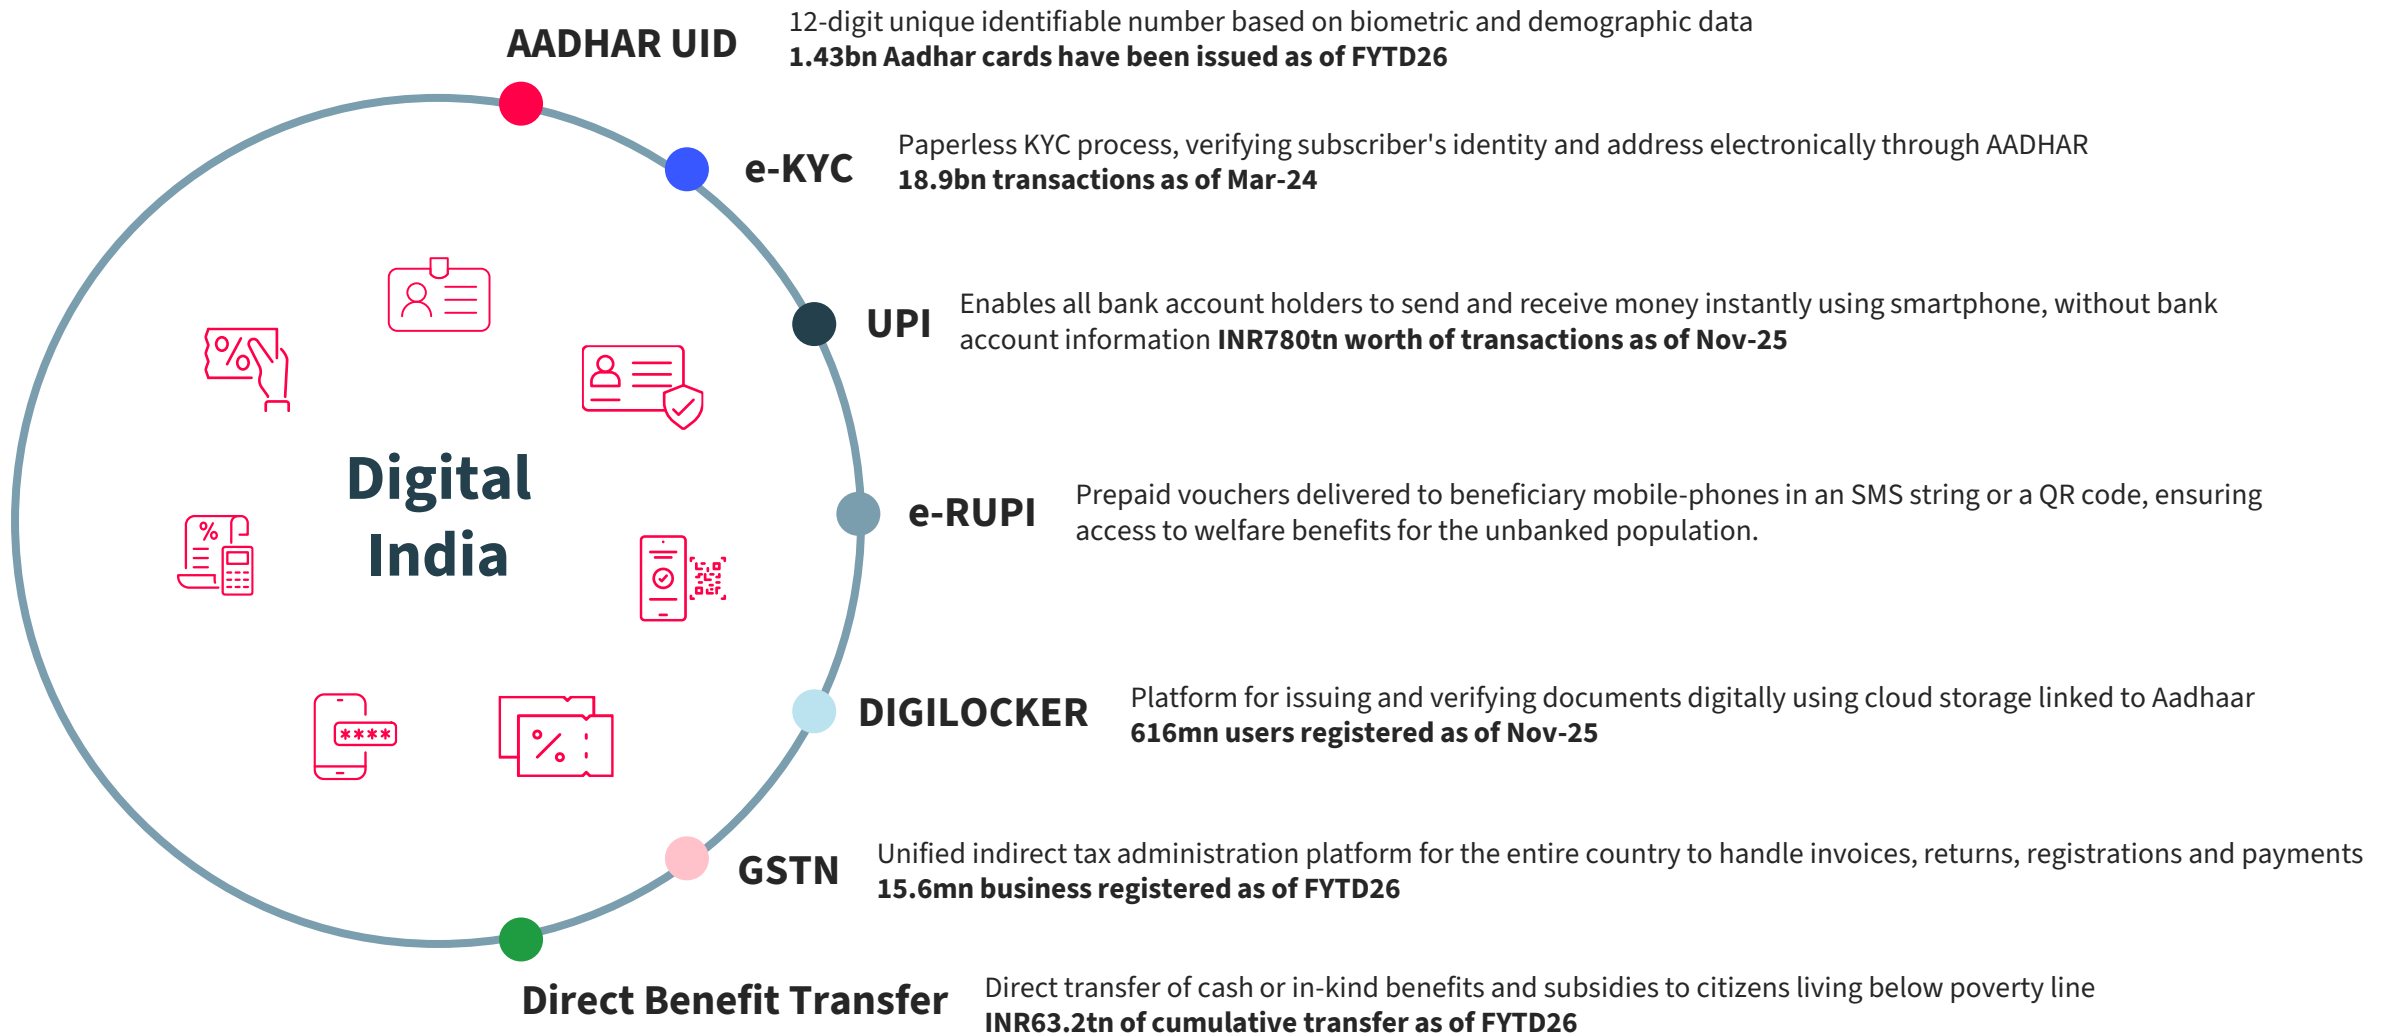 AADHAR UID
12-digit unique identifiable number based on biometric and demographic data
1.43bn Aadhar cards have been issued as of FYTD26
e-KYC
Paperless KYC process, verifying subscriber's identity and address electronically through AADHAR
18.9bn transactions as of Mar-24
UPI
Enables all bank account holders to send and receive money instantly using smartphone, without bank
account information INR780tn worth of transactions as of Nov-25
Digital
India
e-RUPI
Prepaid vouchers delivered to beneficiary mobile-phones in an SMS string or a QR code, ensuring
access to welfare benefits for the unbanked population.
DIGILOCKER
Platform for issuing and verifying documents digitally using cloud storage linked to Aadhaar
616mn users registered as of Nov-25
GSTN
Unified indirect tax administration platform for the entire country to handle invoices, returns, registrations and payments
15.6mn business registered as of FYTD26
Direct Benefit Transfer
Direct transfer of cash or in-kind benefits and subsidies to citizens living below poverty line
INR63.2tn of cumulative transfer as of FYTD26